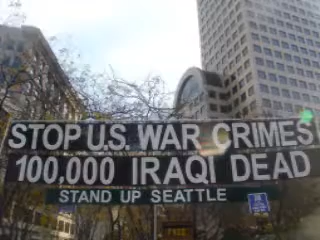 STOP U.S. WAR CRIMES
100,000 IRAQI DEAD
STAND UP SEATTLE